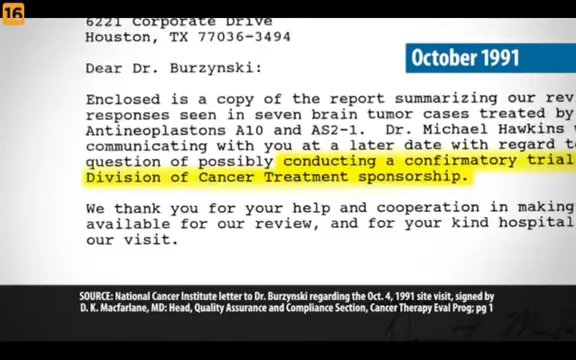 16
6221 Corporate Drive
Houston, TX 77036-3494
October 1991
Dear Dr. Burzynski:
Enclosed is a copy of the report summarizing our rev
responses seen in seven brain tumor cases treated by
Antineoplastons A10 and AS2-1. Dr. Michael Hawkins w
communicating with you at a later date with regard to
question of possibly conducting a confirmatory trial
Division of Cancer Treatment sponsorship.
We thank you for your help and cooperation in making
available for our review, and for your kind hospital
our visit.
SOURCE: National Cancer Institute letter to Dr. Burzynski regarding the Oct. 4, 1991 site visit, signed by
D. K. Macfarlane, MD: Head, Quality Assurance and Compliance Section, Cancer Therapy Eval Prog; pg 1